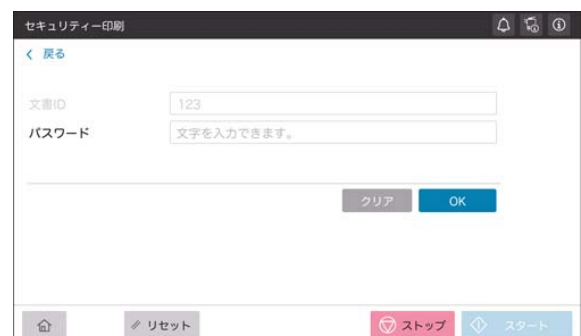 セキュリティー印刷
戻る
文書ID 123
パスワード 文字を入力できます。
クリア OK
リセット ストップ スタート